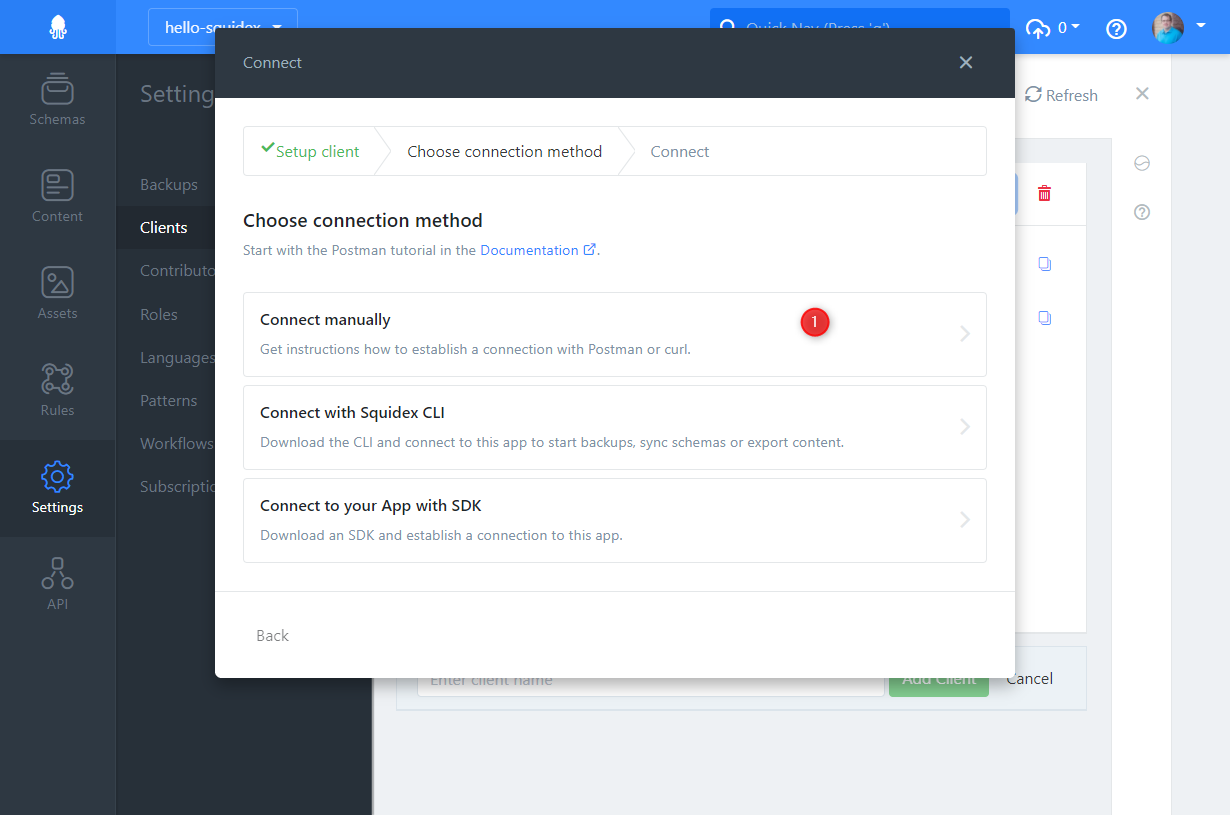 hello-squidex
Quick Nav (Press 'q')
0
Connect
Schemas
Content
Assets
Rules
Settings
API
Setting
Backups
Clients
Contributo
Roles
Languages
Patterns
Workflows
Subscriptio
Refresh
Setup client
Choose connection method
Connect
Choose connection method
Start with the Postman tutorial in the Documentation.
Connect manually
1
Get instructions how to establish a connection with Postman or curl.
Connect with Squidex CLI
Download the CLI and connect to this app to start backups, sync schemas or export content.
Connect to your App with SDK
Download an SDK and establish a connection to this app.
Back
Enter client name
Add Client
Cancel